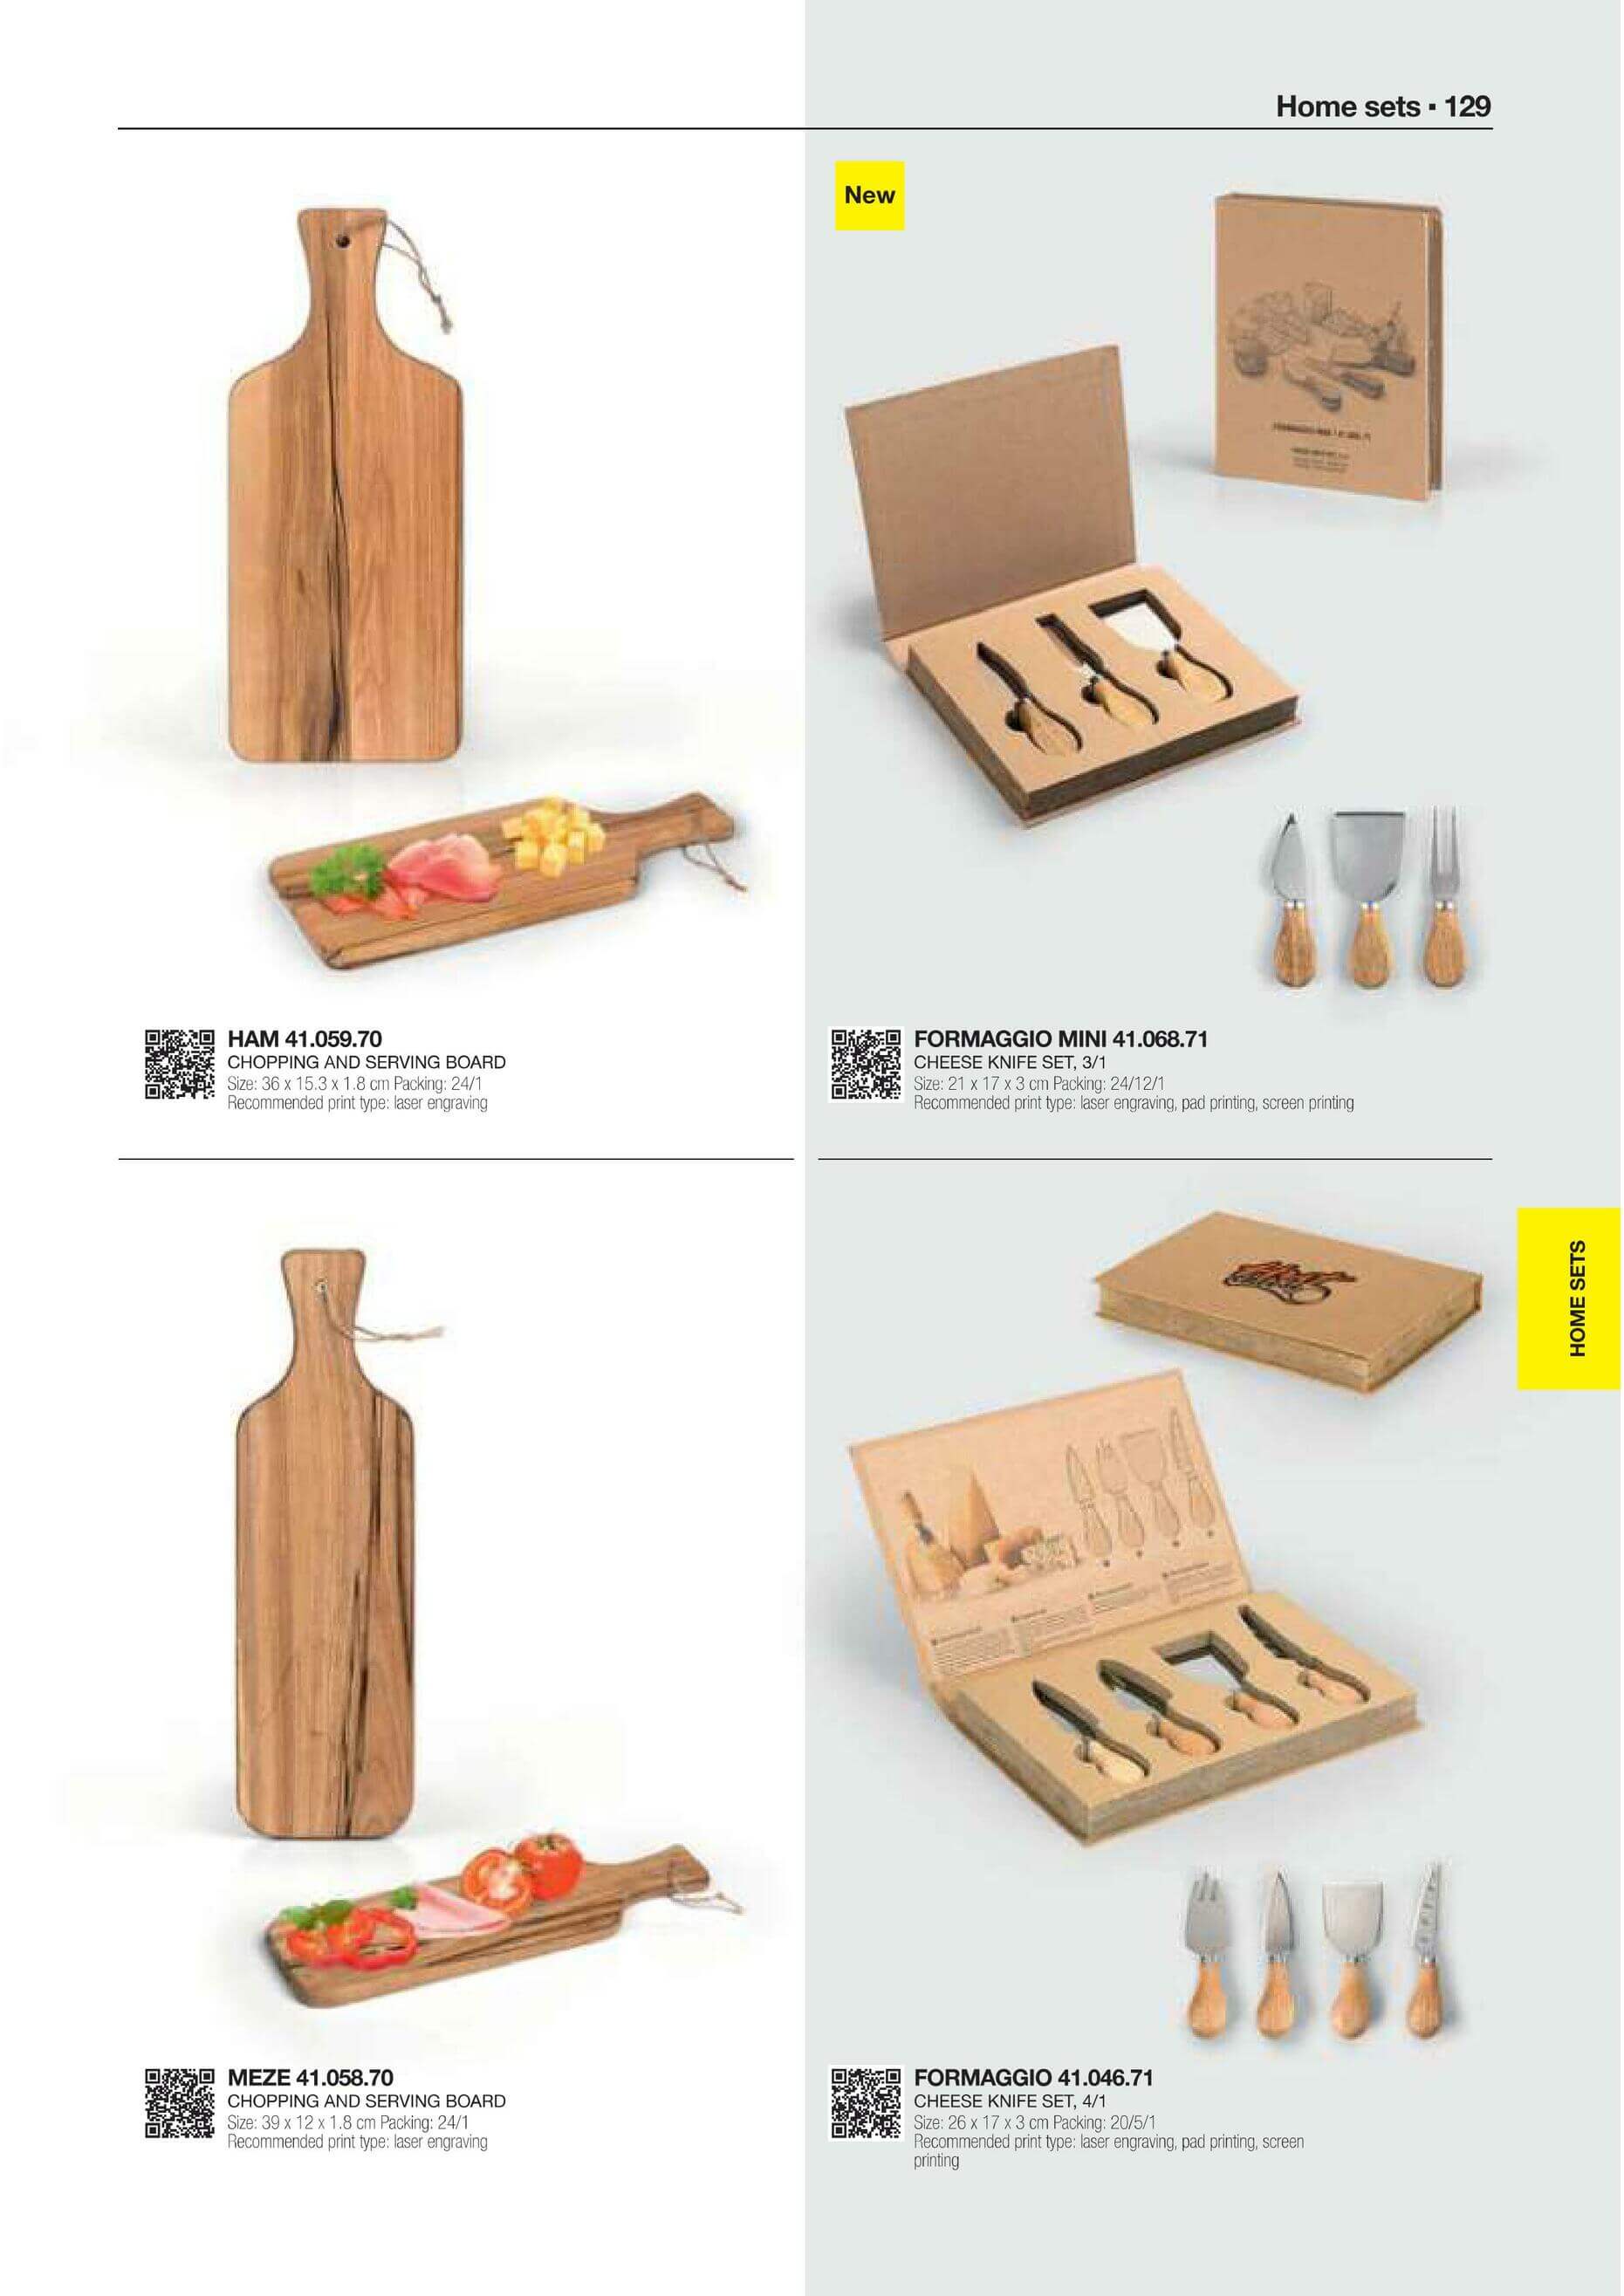 Home sets ▪ 129
New
HAM 41.059.70
CHOPPING AND SERVING BOARD
Size: 36 x 15.3 x 1.8 cm Packing: 24/1
Recommended print type: laser engraving
FORMAGGIO MINI 41.068.71
CHEESE KNIFE SET, 3/1
Size: 21 x 17 x 3 cm Packing: 24/12/1
Recommended print type: laser engraving, pad printing, screen printing
HOME SETS
MEZE 41.058.70
CHOPPING AND SERVING BOARD
Size: 39 x 12 x 1.8 cm Packing: 24/1
Recommended print type: laser engraving
FORMAGGIO 41.046.71
CHEESE KNIFE SET, 4/1
Size: 26 x 17 x 3 cm Packing: 20/5/1
Recommended print type: laser engraving, pad printing, screen
printing